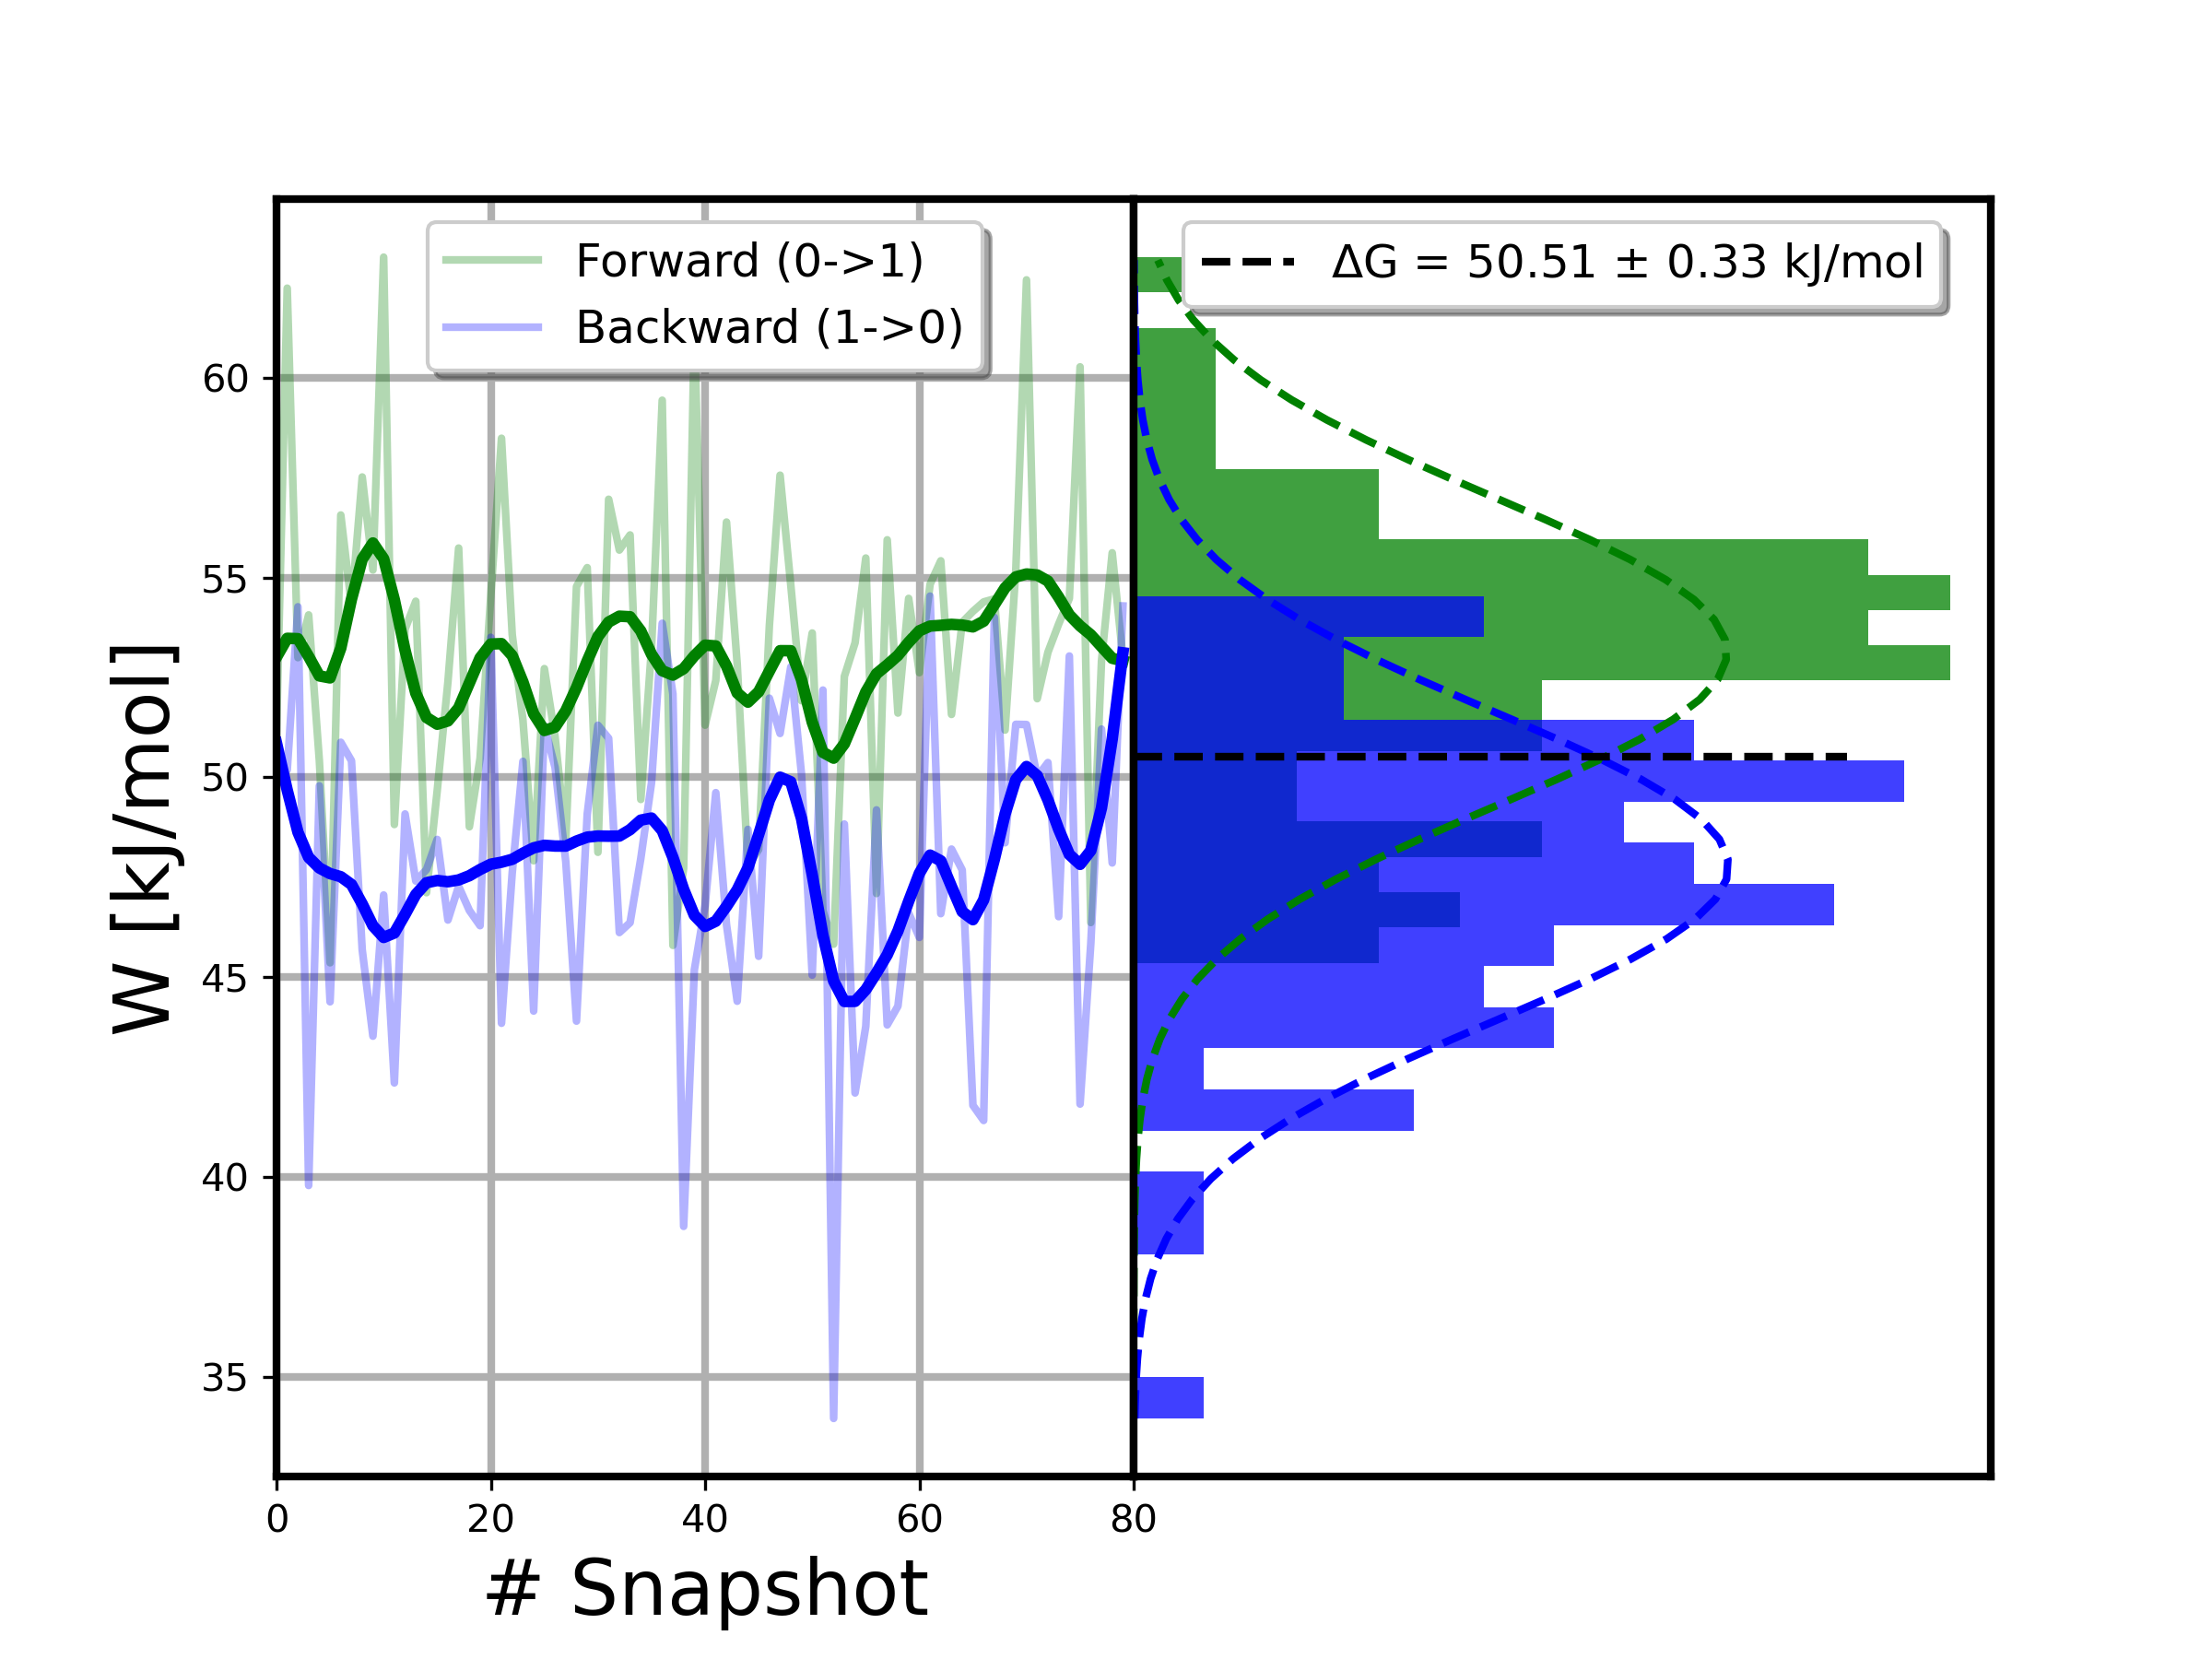 Forward (0->1)
Backward (1->0)
ΔG = 50.51 ± 0.33 kJ/mol
W [kJ/mol]
60
55
50
45
40
35
0 20 40 60 80
# Snapshot